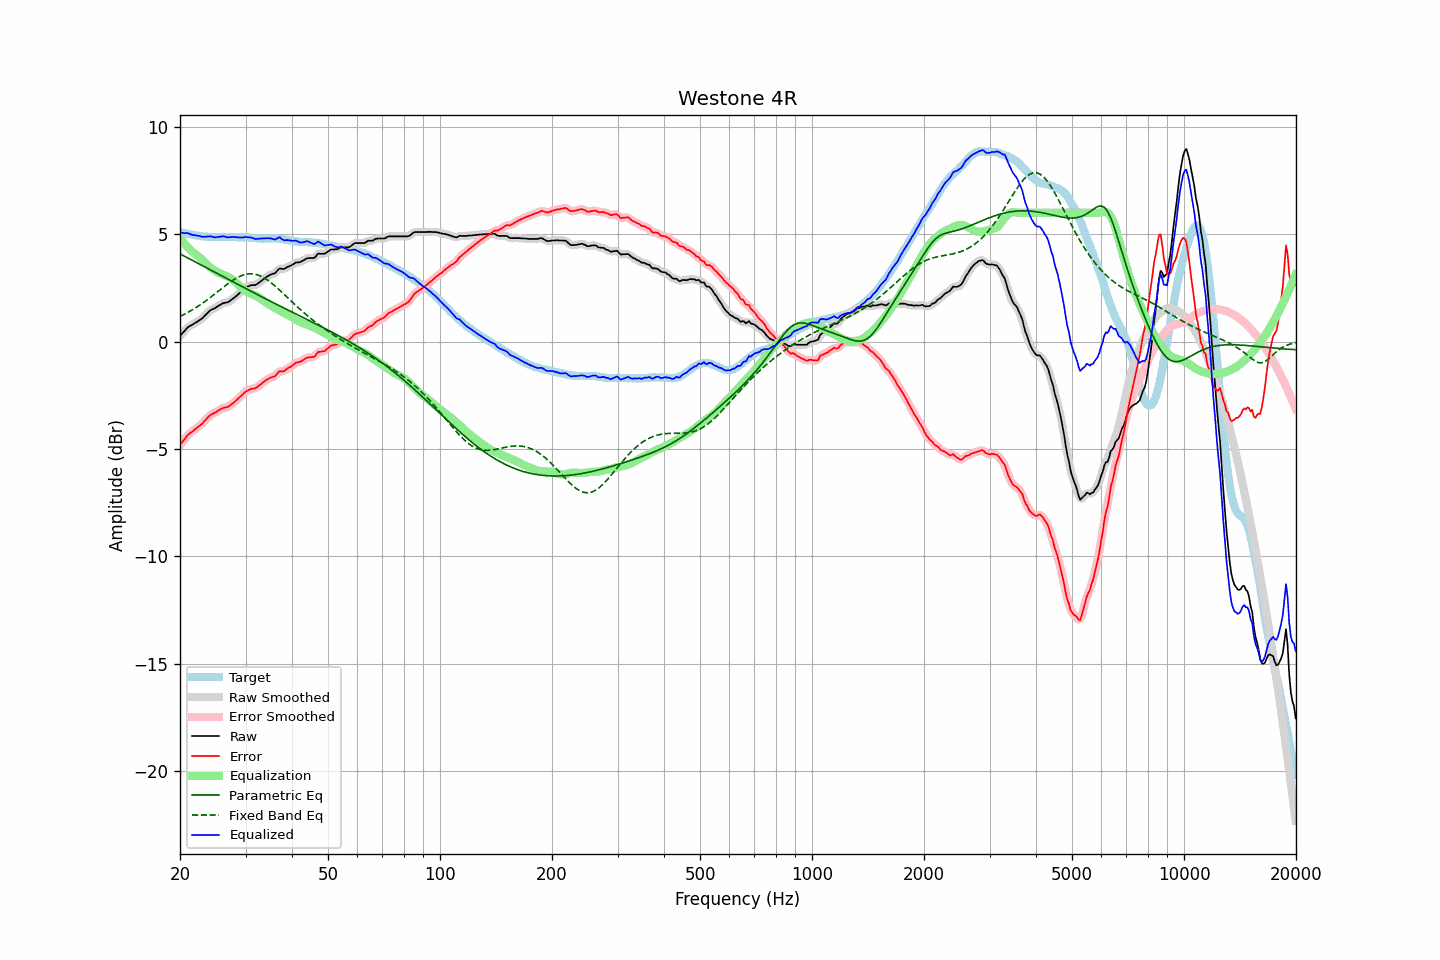 Westone 4R
Amplitude (dBr)
10
5
0
−5
−10
−15
−20
Target
Raw Smoothed
Error Smoothed
Raw
Error
Equalization
Parametric Eq
Fixed Band Eq
Equalized
20 50 100 200 500 1000 2000 5000 10000 20000
Frequency (Hz)